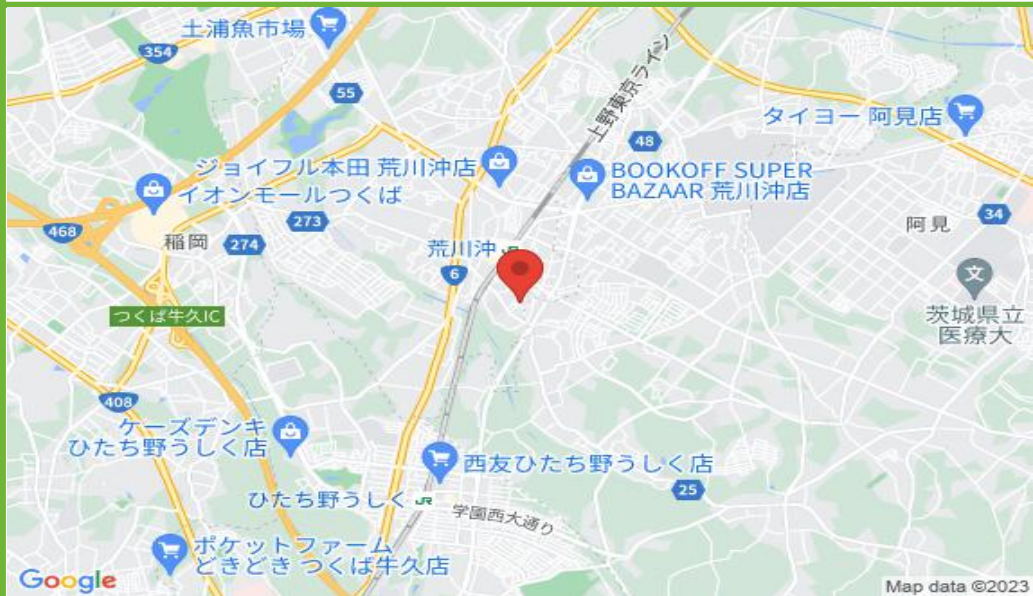 土浦魚市場
354
55
上野東京ライン
タイヨー 阿見店
48
ジョイフル本田 荒川沖店
BOOKOFF SUPER
BAZAAR 荒川沖店
イオンモールつくば
273
34
468
稲岡
274
阿見
荒川沖
JR
6
文
つくば牛久IC
茨城県立
医療大
408
ケーズデンキ
ひたち野うしく店
西友ひたち野うしく店
25
ひたち野うしく
JR
学園西大通り
ポケットファーム
どきどき つくば牛久店
Google
Map data ©2023